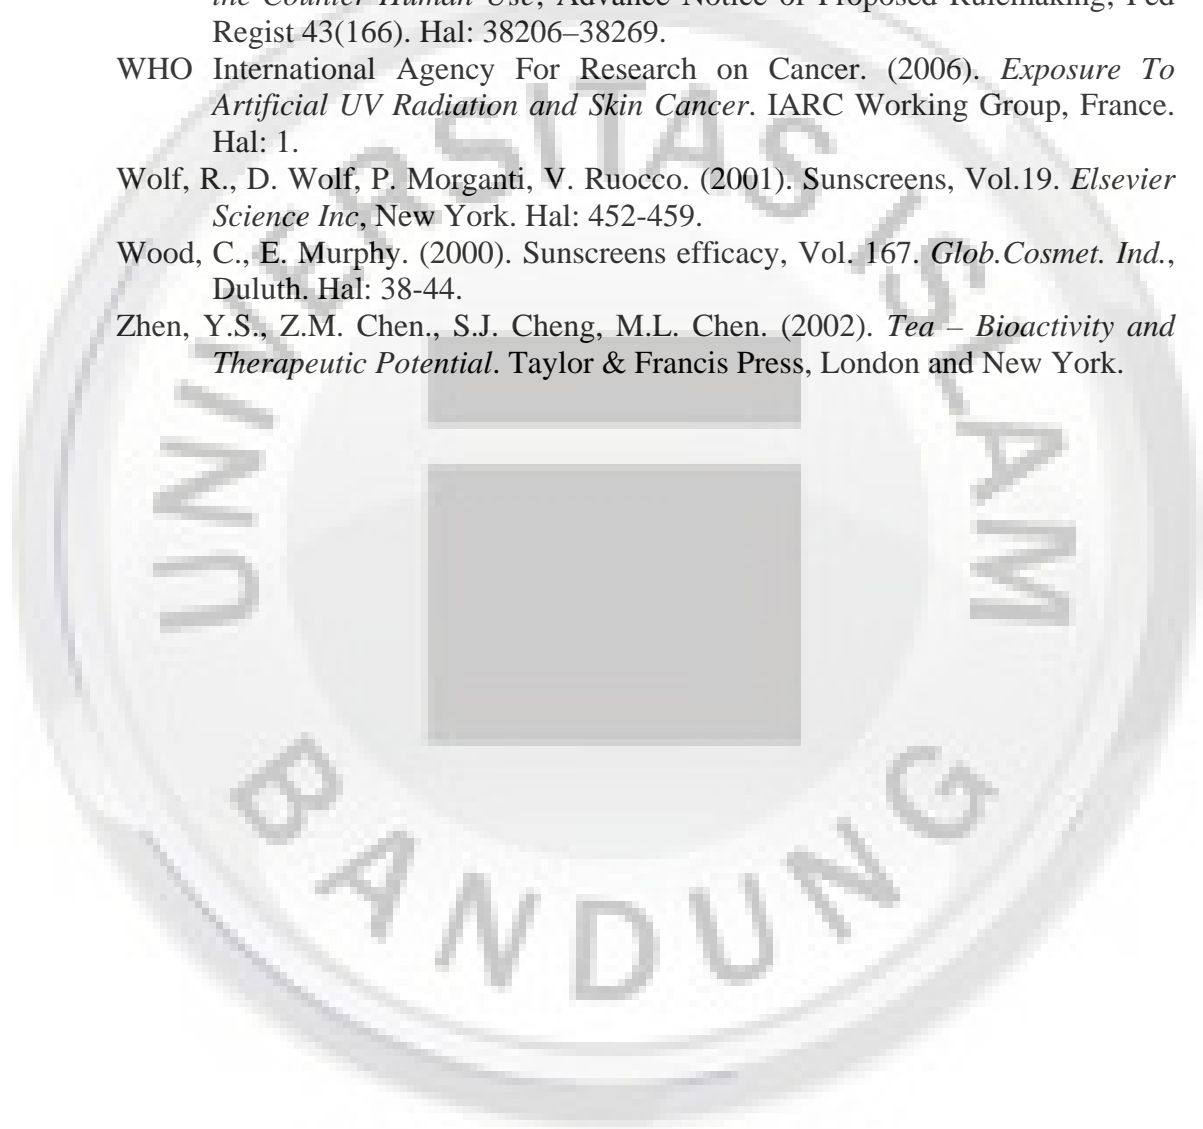 the Counter Human Use; Advance Notice of Proposed Rulemaking; Fed
Regist 43(166). Hal: 38206–38269.
WHO International Agency For Research on Cancer. (2006). Exposure To
Artificial UV Radiation and Skin Cancer. IARC Working Group, France.
Hal: 1.
Wolf, R., D. Wolf, P. Morganti, V. Ruocco. (2001). Sunscreens, Vol.19. Elsevier
Science Inc, New York. Hal: 452-459.
Wood, C., E. Murphy. (2000). Sunscreens efficacy, Vol. 167. Glob.Cosmet. Ind.,
Duluth. Hal: 38-44.
Zhen, Y.S., Z.M. Chen., S.J. Cheng, M.L. Chen. (2002). Tea – Bioactivity and
Therapeutic Potential. Taylor & Francis Press, London and New York.
UNIVERSITAS ISLAM
BANDUNG